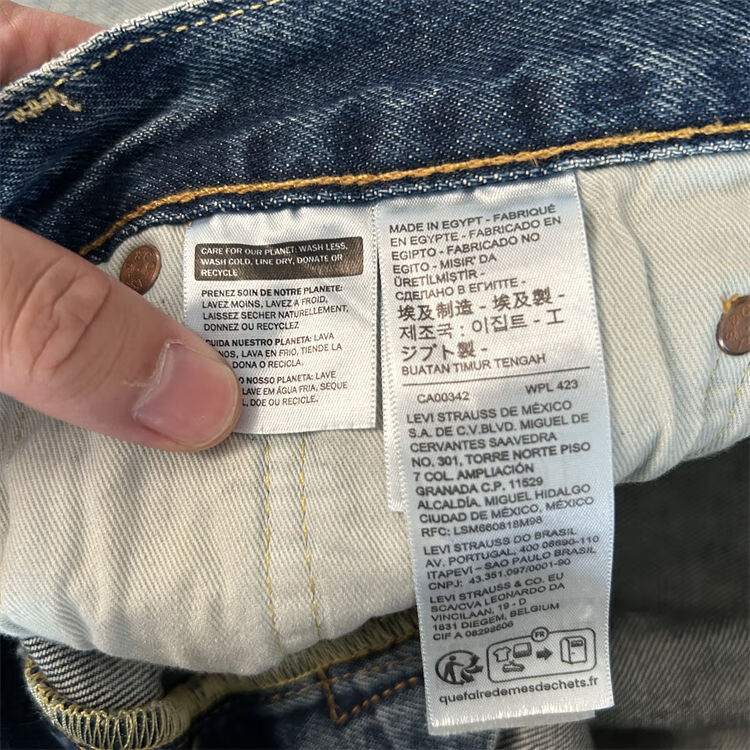 CARE FOR OUR PLANET: WASH LESS,
WASH COLD, LINE DRY, DONATE OR
RECYCLE
PRENEZ SOIN DE NOTRE PLANETE:
LAVEZ MOINS, LAVEZ A FROID,
LAISSEZ SECHER NATURELLEMENT,
DONNEZ OU RECYCLEZ
NUESTRO PLANETA: LAVA
LAVA EN FRIO, TIENDE LA
DONA O RECICLA.
NOSSO PLANETA: LAVE
LAVE EM ÁGUA FRIA, SEQUE
DOE OU RECICLE.
MADE IN EGYPT - FABRIQUÉ
EN EGYPTE - FABRICADO EN
EGIPTO - FABRICADO NO
EGITO - MISIR' DA
ÜRETİLMİŞTİR -
СДЕЛАНО В ЕГИПТЕ -
埃及制造 - 埃及製 -
제조국 : 이집트 - エ
ジプト製 -
BUATAN TIMUR TENGAH
CA00342 WPL 423
LEVI STRAUSS DE MÉXICO
S.A. DE C.V.BLVD. MIGUEL DE
CERVANTES SAAVEDRA
NO. 301, TORRE NORTE PISO
7 COL. AMPLIACIÓN
GRANADA C.P. 11529
ALCALDÍA. MIGUEL HIDALGO
CIUDAD DE MÉXICO, MÉXICO
RFC: LSM660818M98
LEVI STRAUSS DO BRASIL
AV. PORTUGAL, 400 06690-110
ITAPEVI – SAO PAULO BRASIL
CNPJ: 43.351.097/0001-90
LEVI STRAUSS & CO. EU
SCA/CVA LEONARDO DA
VINCILAAN, 19 - D
1831 DIEGEM, BELGIUM
CIF A 08298506
FR
quefairedemesdechets.fr